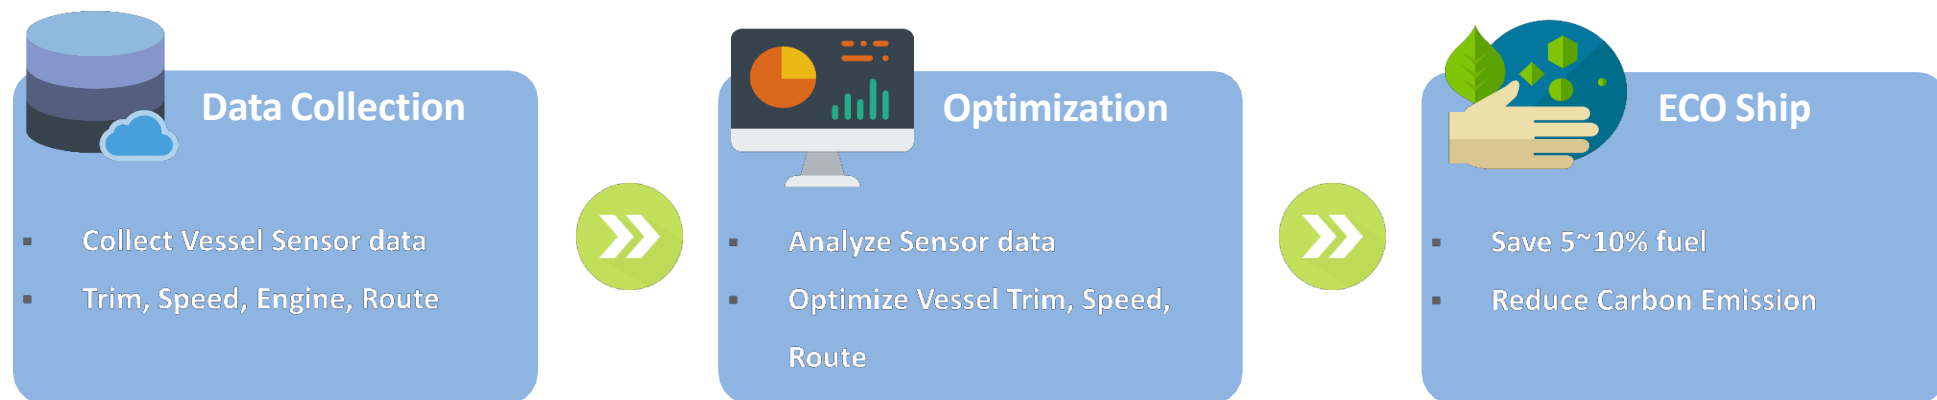 Data Collection
▪ Collect Vessel Sensor data
▪ Trim, Speed, Engine, Route
Optimization
▪ Analyze Sensor data
▪ Optimize Vessel Trim, Speed,
Route
ECO Ship
▪ Save 5~10% fuel
▪ Reduce Carbon Emission